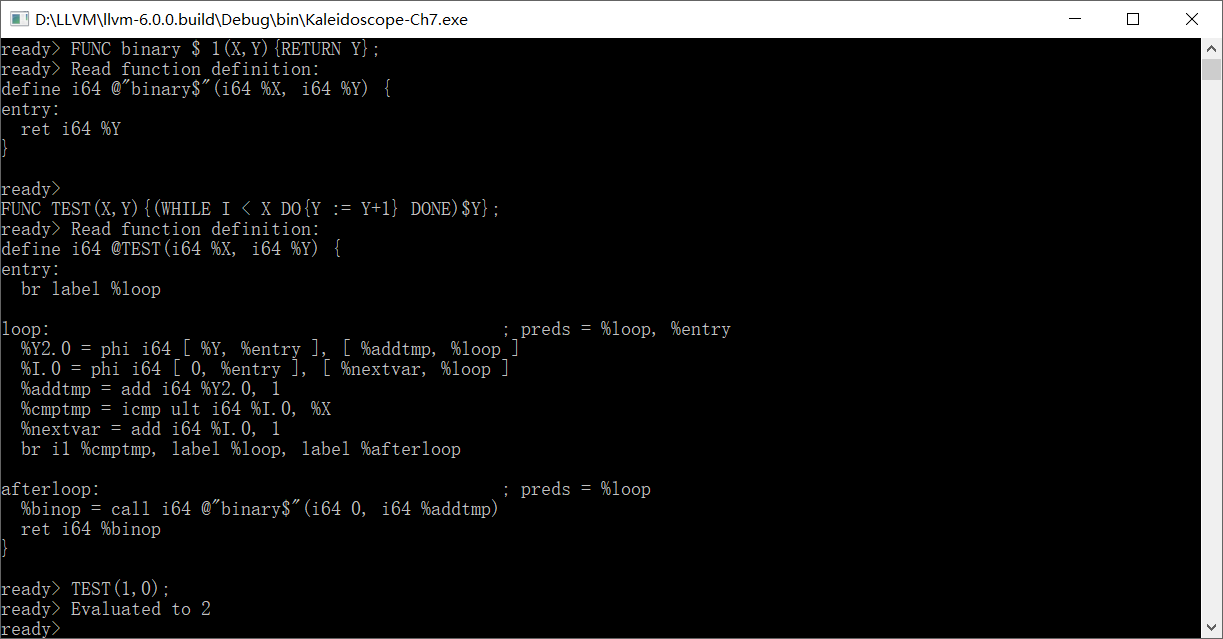 D:\LLVM\llvm-6.0.0.build\Debug\bin\Kaleidoscope-Ch7.exe
ready> FUNC binary $ 1(X,Y){RETURN Y};
ready> Read function definition:
define i64 @"binary$"(i64 %X, i64 %Y) {
entry:
  ret i64 %Y
}
ready>
FUNC TEST(X,Y){(WHILE I < X DO{Y := Y+1} DONE)$Y};
ready> Read function definition:
define i64 @TEST(i64 %X, i64 %Y) {
entry:
  br label %loop
loop:                                             ; preds = %loop, %entry
  %Y2.0 = phi i64 [ %Y, %entry ], [ %addtmp, %loop ]
  %I.0 = phi i64 [ 0, %entry ], [ %nextvar, %loop ]
  %addtmp = add i64 %Y2.0, 1
  %cmptmp = icmp ult i64 %I.0, %X
  %nextvar = add i64 %I.0, 1
  br i1 %cmptmp, label %loop, label %afterloop
afterloop:                                        ; preds = %loop
  %binop = call i64 @"binary$"(i64 0, i64 %addtmp)
  ret i64 %binop
}
ready> TEST(1,0);
ready> Evaluated to 2
ready>